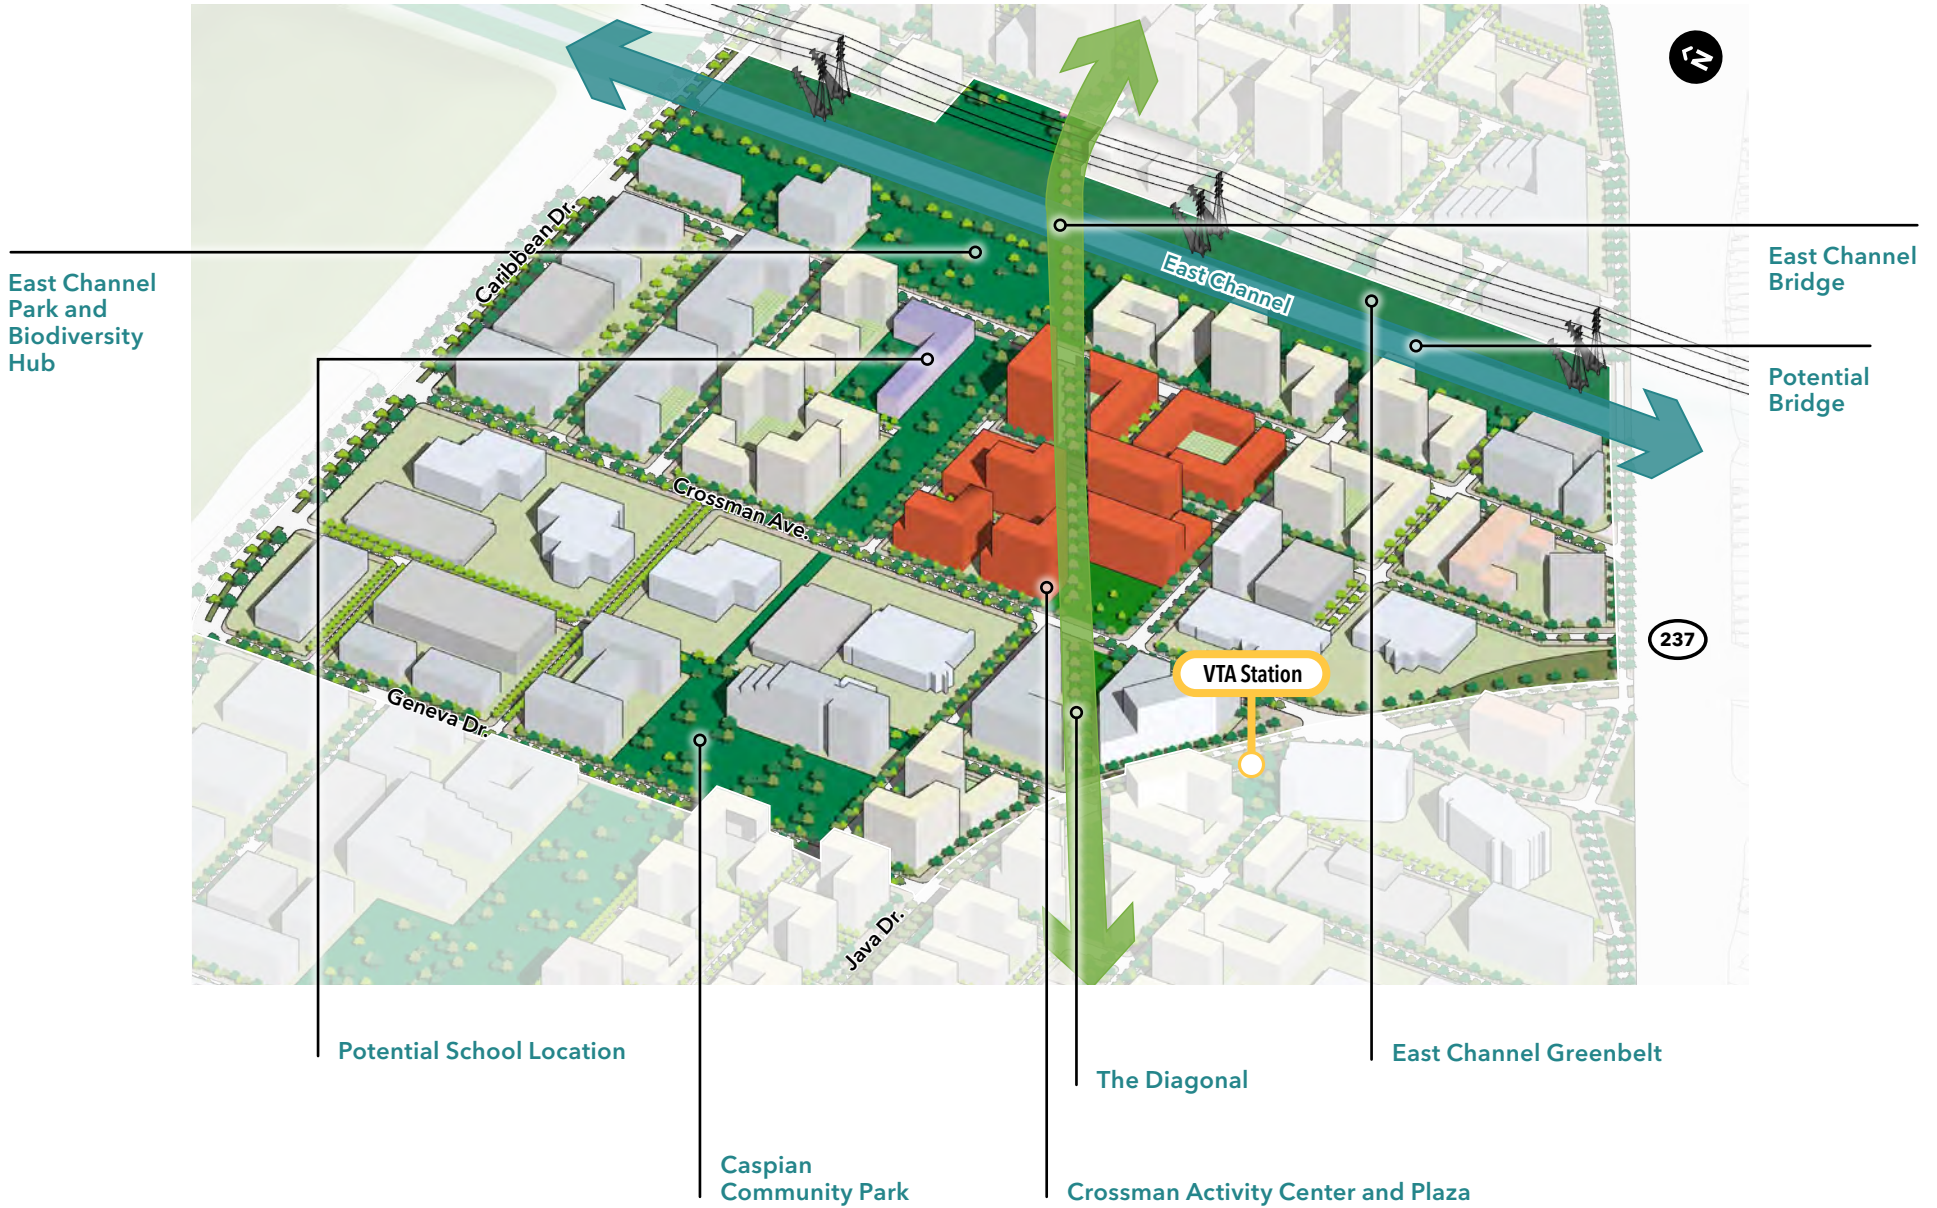 N
Caribbean Dr.
East Channel
Park and
Biodiversity
Hub
East Channel
East Channel
Bridge
Potential
Bridge
Crossman Ave.
237
VTA Station
Geneva Dr.
Java Dr.
Potential School Location
East Channel Greenbelt
The Diagonal
Caspian
Community Park
Crossman Activity Center and Plaza